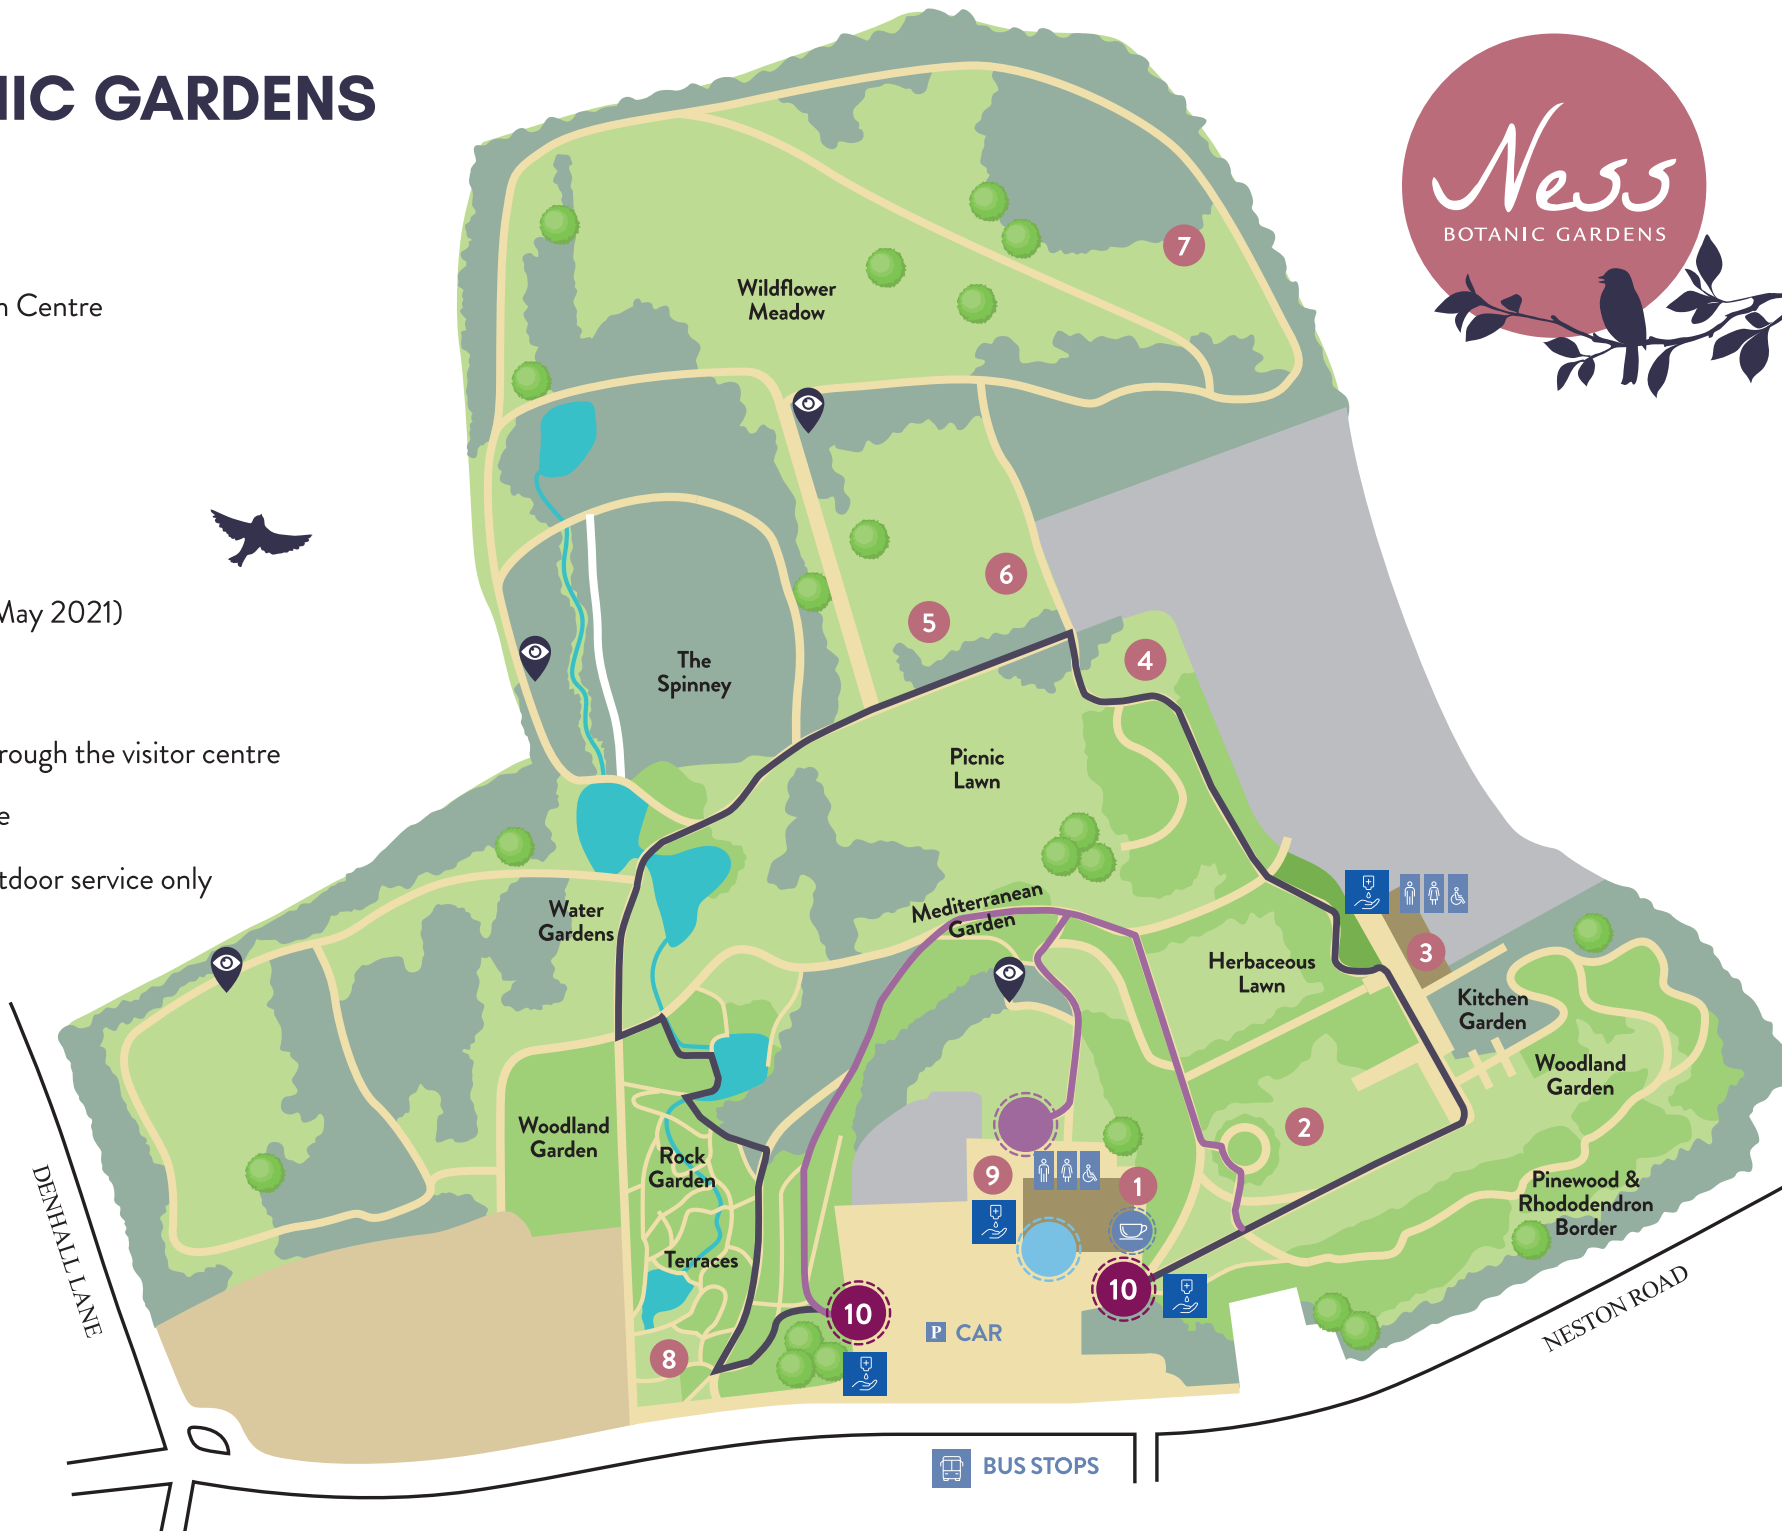 NIC GARDENS
n Centre
May 2021)
rough the visitor centre
e
tdoor service only
Ness
BOTANIC GARDENS
7
Wildflower
Meadow
6
5
4
The
Spinney
Picnic
Lawn
Water
Gardens
Mediterranean
Garden
Herbaceous
Lawn
3
Kitchen
Garden
Woodland
Garden
Woodland
Garden
2
Rock
Garden
9
1
Pinewood &
Rhododendron
Border
Terraces
10
10
P CAR
8
DENHALL LANE
NESTON ROAD
BUS STOPS